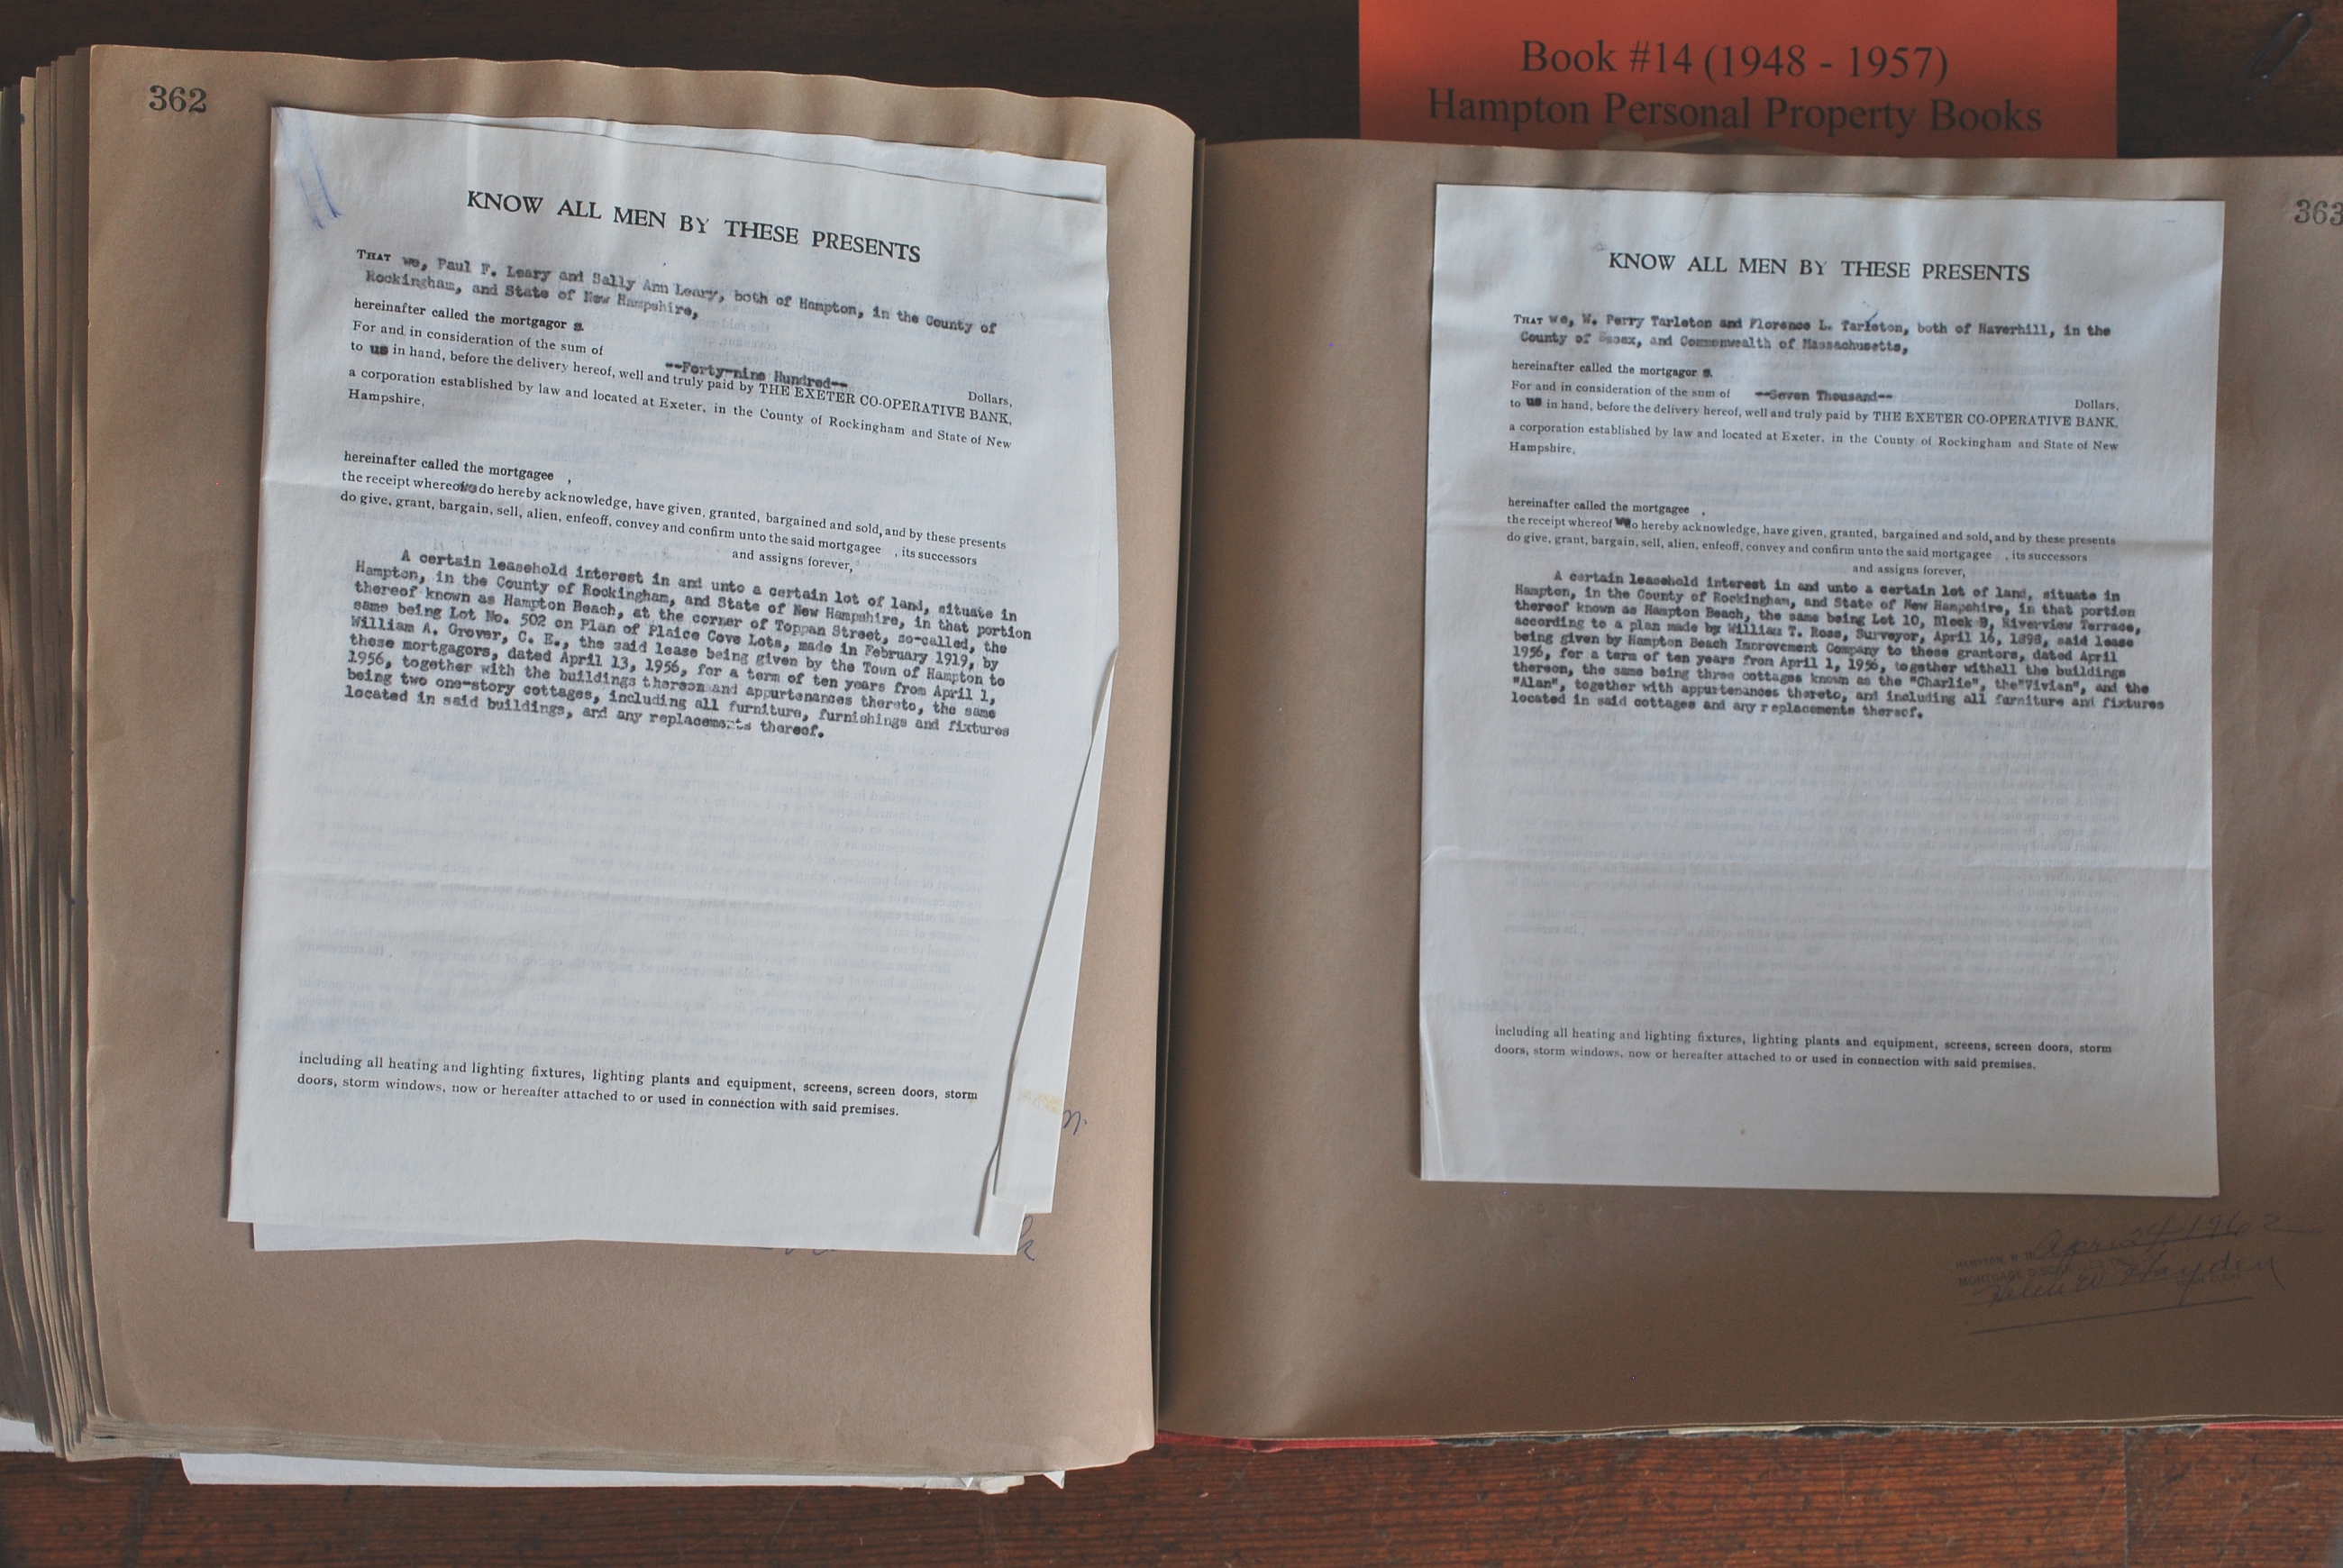 Book #14 (1948 - 1957)
Hampton Personal Property Books
362
KNOW ALL MEN BY THESE PRESENTS
THAT we, Paul F. Leary and Sally Ann Leary, both of Hampton, in the County of
Rockingham, and State of New Hampshire,
hereinafter called the mortgagor s.
For and in consideration of the sum of
--Forty-nine Hundred-- Dollars,
to us in hand, before the delivery hereof, well and truly paid by THE EXETER CO-OPERATIVE BANK,
a corporation established by law and located at Exeter, in the County of Rockingham and State of New
Hampshire,
hereinafter called the mortgagee ,
the receipt whereof we do hereby acknowledge, have given, granted, bargained and sold, and by these presents
do give, grant, bargain, sell, alien, enfeoff, convey and confirm unto the said mortgagee , its successors
and assigns forever,
A certain leasehold interest in and unto a certain lot of land, situate in
Hampton, in the County of Rockingham, and State of New Hampshire, in that portion
thereof known as Hampton Beach, at the corner of Toppan Street, so-called, the
same being Lot No. 502 on Plan of Plaice Cove Lots, made in February 1919, by
William A. Grover, C. E., the said lease being given by the Town of Hampton to
these mortgagors, dated April 13, 1956, for a term of ten years from April 1,
1956, together with the buildings thereon and appurtenances thereto, the same
being two one-story cottages, including all furniture, furnishings and fixtures
located in said buildings, and any replacements thereof.
including all heating and lighting fixtures, lighting plants and equipment, screens, screen doors, storm
doors, storm windows, now or hereafter attached to or used in connection with said premises.
363
KNOW ALL MEN BY THESE PRESENTS
THAT we, W. Perry Tarleton and Florence L. Tarleton, both of Haverhill, in the
County of Essex, and Commonwealth of Massachusetts,
hereinafter called the mortgagor s.
For and in consideration of the sum of --Seven Thousand-- Dollars,
to us in hand, before the delivery hereof, well and truly paid by THE EXETER CO-OPERATIVE BANK,
a corporation established by law and located at Exeter, in the County of Rockingham and State of New
Hampshire,
hereinafter called the mortgagee ,
the receipt whereof we do hereby acknowledge, have given, granted, bargained and sold, and by these presents
do give, grant, bargain, sell, alien, enfeoff, convey and confirm unto the said mortgagee , its successors
and assigns forever,
A certain leasehold interest in and unto a certain lot of land, situate in
Hampton, in the County of Rockingham, and State of New Hampshire, in that portion
thereof known as Hampton Beach, the same being Lot 10, Block D, Riverview Terrace,
according to a plan made by William T. Ross, Surveyor, April 16, 1898, said lease
being given by Hampton Beach Improvement Company to these grantors, dated April
1956, for a term of ten years from April 1, 1956, together withall the buildings
thereon, the same being three cottages known as the "Charlie", the"Vivian", and the
"Alan", together with appurtenances thereto, and including all furniture and fixtures
located in said cottages and any replacements thereof.
including all heating and lighting fixtures, lighting plants and equipment, screens, screen doors, storm
doors, storm windows, now or hereafter attached to or used in connection with said premises.
HAMPTON, N. H. Apr. 24-1962
MORTGAGE
Helen W Hayden